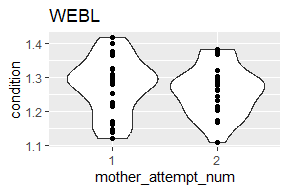 WEBL
condition
1.4
1.3
1.2
1.1
1 2
mother_attempt_num